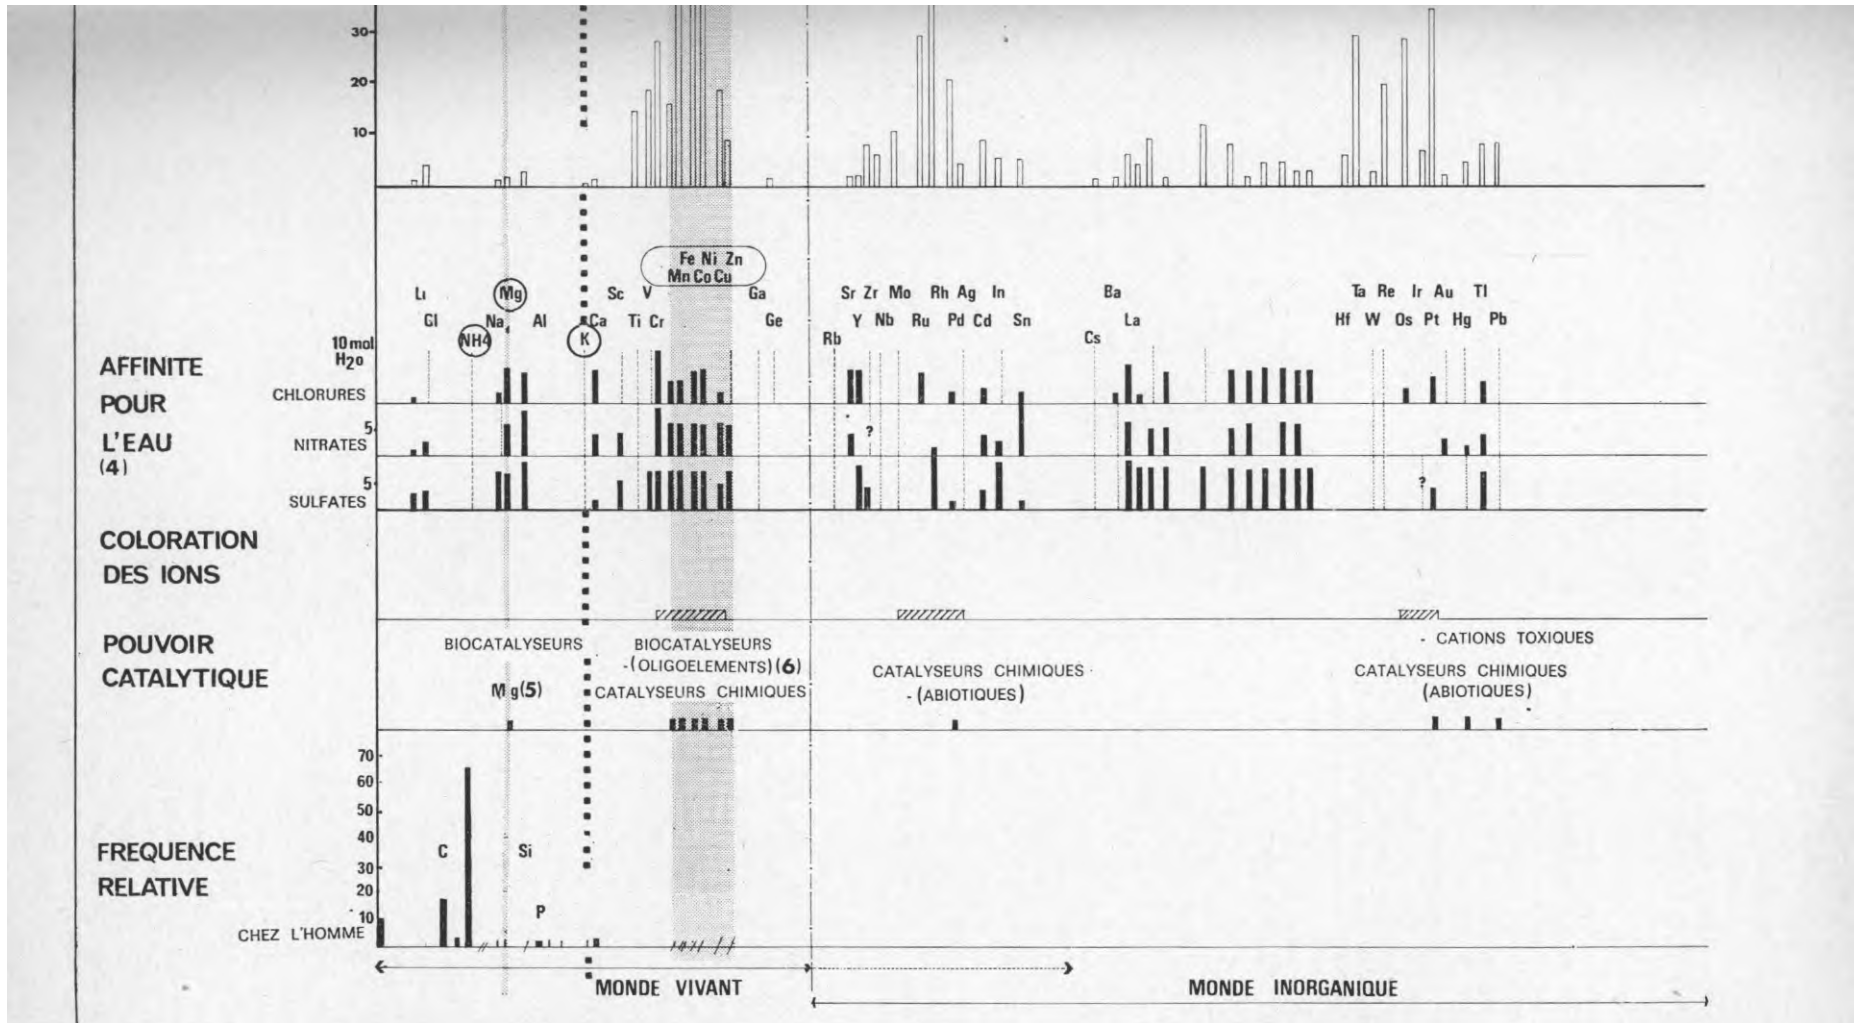 30
20
10
Fe Ni Zn
Mn Co Cu
Li Mg Sc V Ga Sr Zr Mo Rh Ag In Ba Ta Re Ir Au Tl
Gl Na Al Ca Ti Cr Ge Y Nb Ru Pd Cd Sn La Hf W Os Pt Hg Pb
NH4 K Rb Cs
10 mol
H2O
AFFINITE
POUR
L'EAU
(4)
CHLORURES
5
?
NITRATES
5
?
SULFATES
COLORATION
DES IONS
POUVOIR
CATALYTIQUE
BIOCATALYSEURS
Mg(5)
BIOCATALYSEURS
-(OLIGOELEMENTS)(6)
CATALYSEURS CHIMIQUES
CATALYSEURS CHIMIQUES
- (ABIOTIQUES)
- CATIONS TOXIQUES
CATALYSEURS CHIMIQUES
(ABIOTIQUES)
70
60
50
40
30
20
10
FREQUENCE
RELATIVE
C Si
P
CHEZ L'HOMME
MONDE VIVANT
MONDE INORGANIQUE